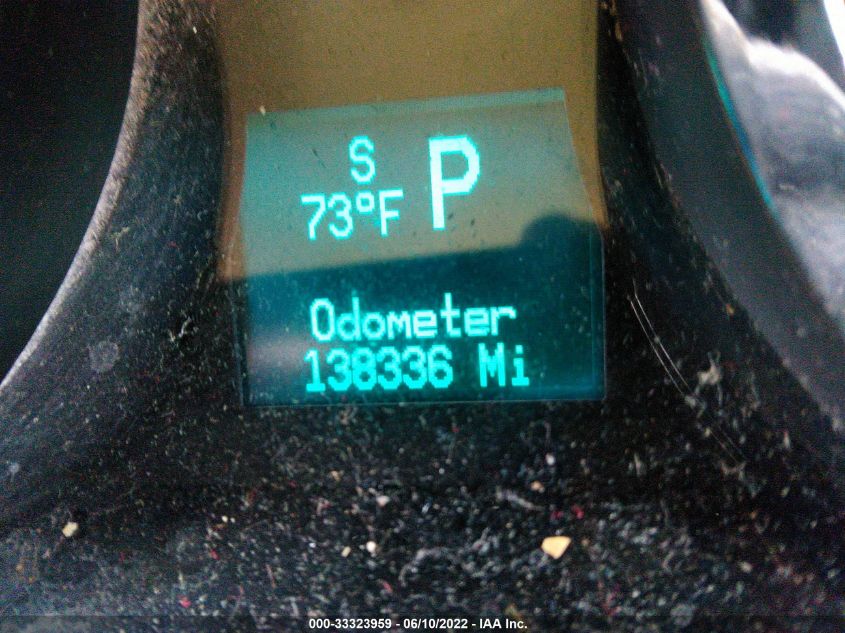 S
73°F P
Odometer
138336 Mi
000-33323959 - 06/10/2022 - IAA Inc.